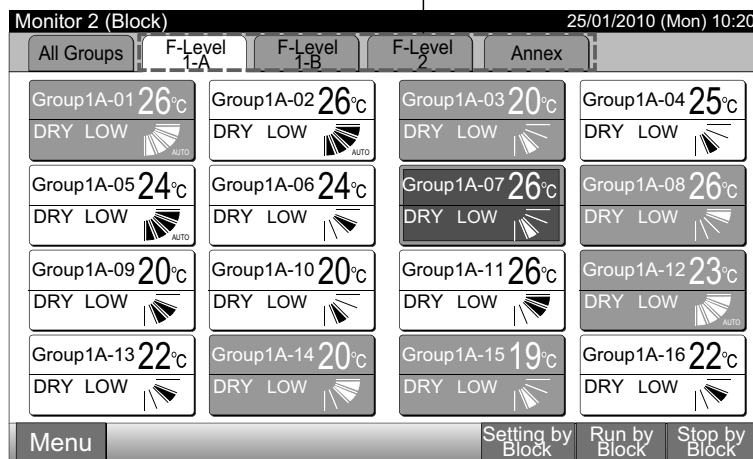 Monitor 2 (Block) 25/01/2010 (Mon) 10:20
All Groups F-Level 1-A F-Level 1-B F-Level 2 Annex
Group1A-01 26°C Group1A-02 26°C Group1A-03 20°C Group1A-04 25°C
DRY LOW AUTO DRY LOW AUTO DRY LOW DRY LOW
Group1A-05 24°C Group1A-06 24°C Group1A-07 26°C Group1A-08 26°C
DRY LOW AUTO DRY LOW DRY LOW DRY LOW
Group1A-09 20°C Group1A-10 20°C Group1A-11 26°C Group1A-12 23°C
DRY LOW DRY LOW DRY LOW DRY LOW AUTO
Group1A-13 22°C Group1A-14 20°C Group1A-15 19°C Group1A-16 22°C
DRY LOW DRY LOW DRY LOW DRY LOW
Menu Setting by Block Run by Block Stop by Block